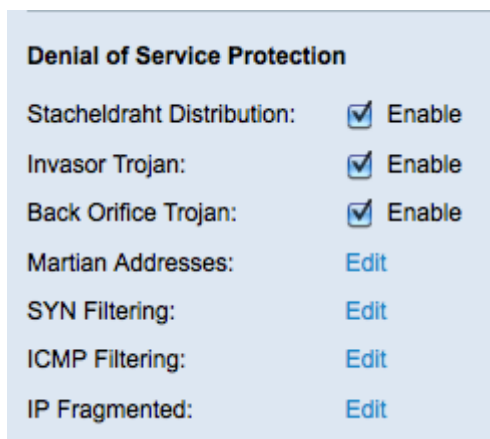 Denial of Service Protection
Stacheldraht Distribution: Enable
Invasor Trojan: Enable
Back Orifice Trojan: Enable
Martian Addresses: Edit
SYN Filtering: Edit
ICMP Filtering: Edit
IP Fragmented: Edit